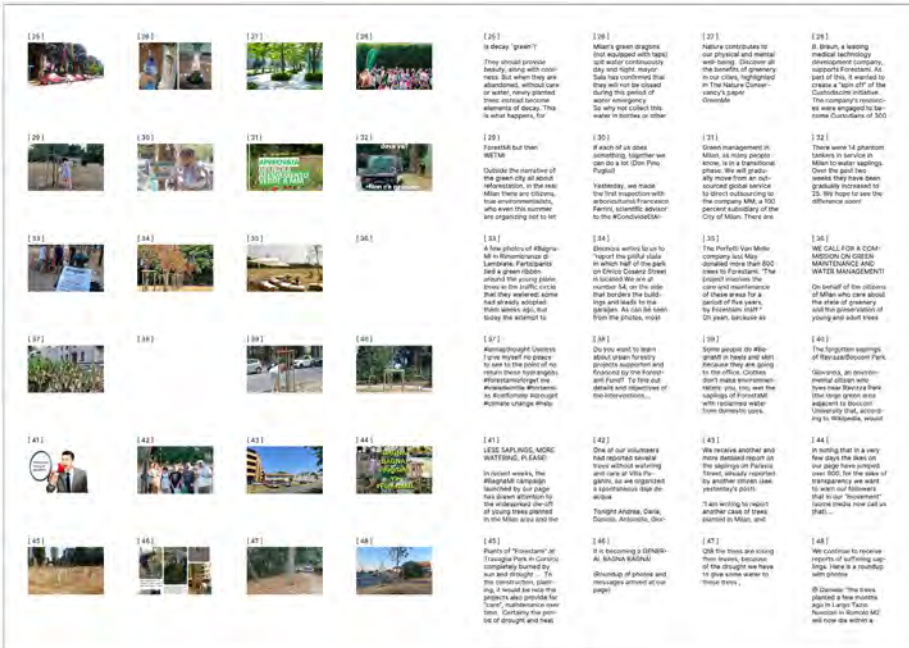 [25] [26] [27] [28]
[29] [30] [31] [32]
[33] [34] [35] [36]
[37] [38] [39] [40]
[41] [42] [43] [44]
[45] [46] [47] [48]
[25]
is decay "green"?
They should provide
beauty, along with cool-
ness. But when they are
abandoned, without care
or water, newly planted
trees instead become
elements of decay. This
is what happens, for
[26]
Milan's green dragons
(not equipped with taps)
spit water continuously
day and night. mayor
Sala has confirmed that
they will not be closed
during this period of
water emergency.
So why not collect this
water in bottles or other
[27]
Nature contributes to
our physical and mental
well-being. Discover all
the benefits of greenery
in our cities, highlighted
in The Nature Conser-
vancy's paper
[28]
B. Braun, a leading
medical technology
development company,
supports Forestami. As
part of this, it wanted to
create a "spin off" of the
initiative.
The company's
were engaged to be-
come Custodians of 300
[29]
ForestMi but then
WETMI
Outside the narrative of
the green city all about
reforestation, in the real
Milan there are citizens,
true environmentalists,
who even this summer
are organizing not to let
[30]
If each of us does
something, together we
can do a lot (Don Pino
Puglisi)
Yesterday, we made
the first inspection with
arboriculturist Francesco
Ferrini, scientific advisor
to the
[31]
Green management in
Milan, as many people
know, is in a transitional
phase. We will gradu-
ally move from an out-
sourced global service
to direct outsourcing to
the company MM, a 100
percent subsidiary of the
City of Milan. There are
[32]
There were 14 phantom
tankers in service in
Milan to water saplings.
Over the past two
weeks they have been
gradually increased to
25. We hope to see the
difference soon!
[33]
A few photos of #Bagna-
Mi in Rimembranze di
Lambrate. Participants
tied a green ribbon
around the young plane
trees in the traffic circle
that they watered: some
had already adopted
them weeks ago, but
today the attempt to
[34]
Eleonora writes to us to
"report the pitiful state
in which half of the park
on Enrico Cosenz Street
is located We are at
number 54, on the side
that borders the build-
ings and leads to the
garages. As can be seen
from the photos, most
[35]
The Perfetti Van Melle
company last May
donated more than 600
trees to Forestami. "The
project involves the
care and maintenance
of these areas for a
period of five years,
by Forestami staff."
Oh yeah, because as
[36]
WE CALL FOR A COM-
MISSION ON GREEN
MAINTENANCE AND
WATER MANAGEMENT!
On behalf of the citizens
of Milan who care about
the state of greenery
and the preservation of
young and adult trees
[37]
Useless
I give myself no peace
to see to the point of no
return these hydrangeas
#forestamiforgetme
#climate change #help
[38]
Do you want to learn
about urban forestry
projects supported and
financed by the Forest-
ami Fund? To find out
details and objectives of
the interventions...
[39]
Some people do #Ba-
gnaMi in heels and skirt
because they are going
to the office. Clothes
don't make environmen-
talists: you, too, wet the
saplings of ForestaMi
with reclaimed water
from domestic uses.
[40]
The forgotten saplings
of Ravizza/Bocconi Park.
Giovanna, an environ-
mental citizen who
lives near Ravizza Park
(the large green area
adjacent to Bocconi
University that, accord-
ing to Wikipedia, would
[41]
LESS SAPLINGS, MORE
WATERING, PLEASE!
In recent weeks, the
#BagnaMi campaign
launched by our page
has drawn attention to
the widespread die-off
of young trees planted
in the Milan area and the
[42]
One of our volunteers
had reported several
trees without watering
and care at Villa Pa-
ganini, so we organized
a spontaneous
acqua
Tonight Andrea, Daria,
Daniela, Antonella,
[43]
We receive another and
more detailed report on
the saplings on Palazzi
Street, already reported
by another citizen (see
yesterday's post).
"I am writing to report
another case of trees
planted in Milan, and
[44]
In noting that in a very
few days the likes on
our page have jumped
over 900, for the sake of
transparency we want
to warn our followers
that in our "movement"
(some media now call us
that)...
[45]
Plants of "Forestami" at
Travaglia Park in Corsico
completely burned by
sun and drought ... To
the construction, plant-
ing, it would be nice the
projects also provide for
"care", maintenance over
time. Certainly the peri-
od of drought and heat
[46]
It is becoming a GENER-
AL BAGNA BAGNA!
(Roundup of photos and
messages arrived at our
page)
[47]
Qt8 the trees are losing
their leaves, because
of the drought we have
to give some water to
these trees .
[48]
We continue to receive
reports of suffering sap-
lings. Here is a roundup
with photos
@ Daniela: "the trees
planted a few months
ago in Largo Tazio
Nuvolari in Romolo M2
will now die within a